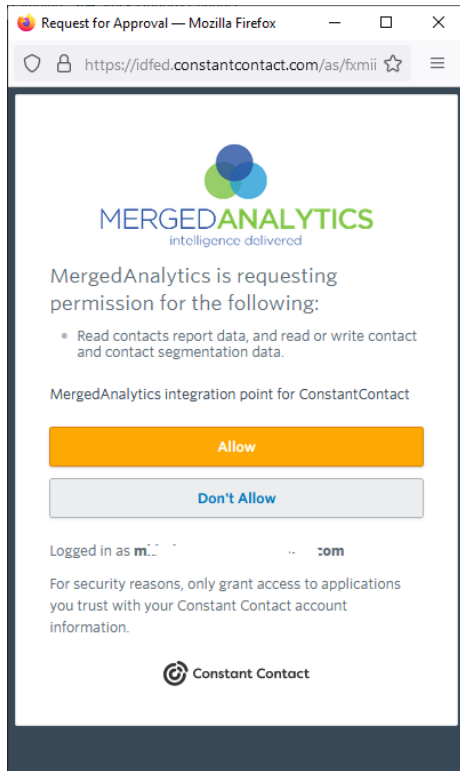 Request for Approval — Mozilla Firefox
https://idfed.constantcontact.com/as/fxmii
MERGEDANALYTICS
intelligence delivered
MergedAnalytics is requesting
permission for the following:
Read contacts report data, and read or write contact
and contact segmentation data.
MergedAnalytics integration point for ConstantContact
Allow
Don't Allow
Logged in as
For security reasons, only grant access to applications
you trust with your Constant Contact account
information.
Constant Contact